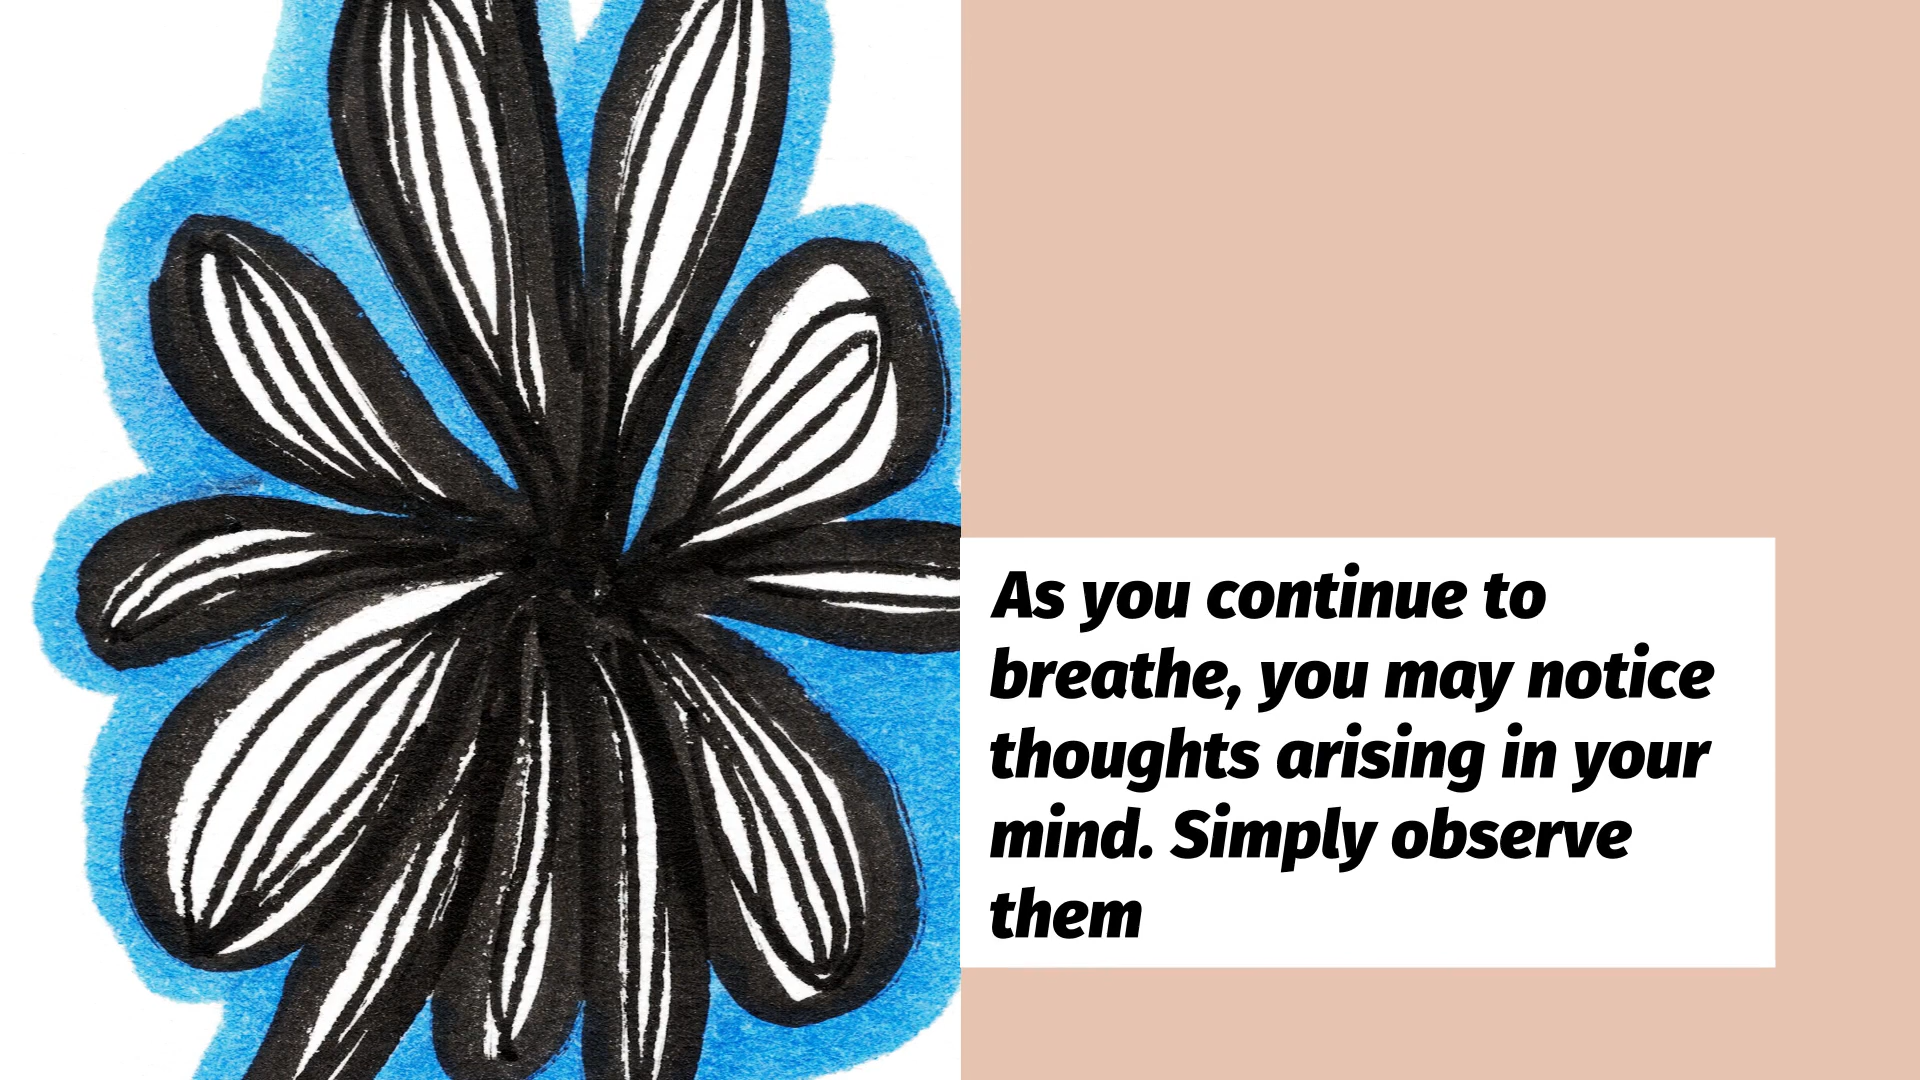 As you continue to
breathe, you may notice
thoughts arising in your
mind. Simply observe
them